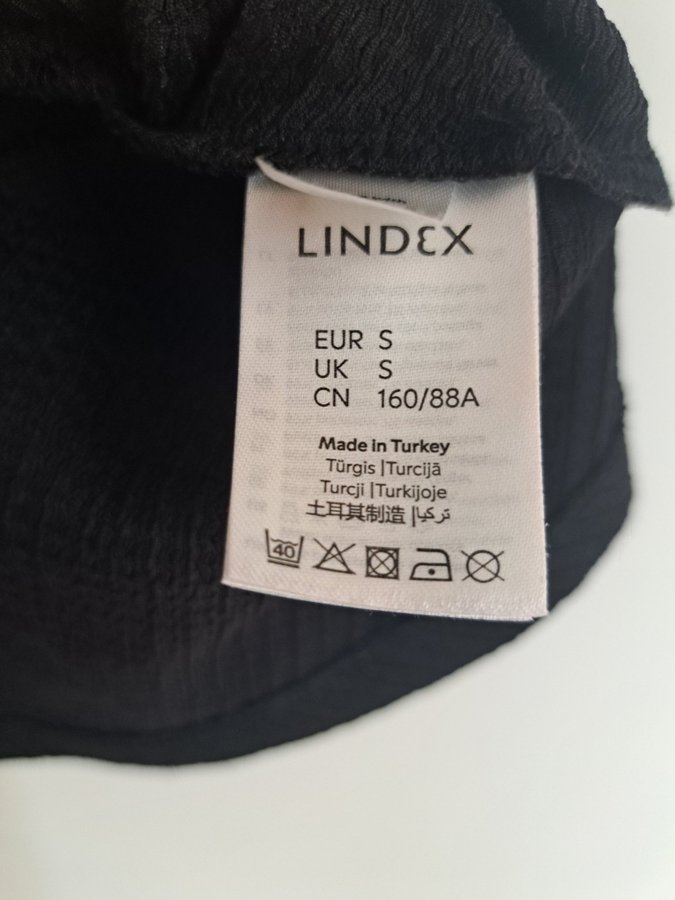 LINDEX
EUR S
UK S
CN 160/88A
Made in Turkey
Türgis |Turcijā
Turcji |Turkijoje
土耳其制造 |تركيا
40